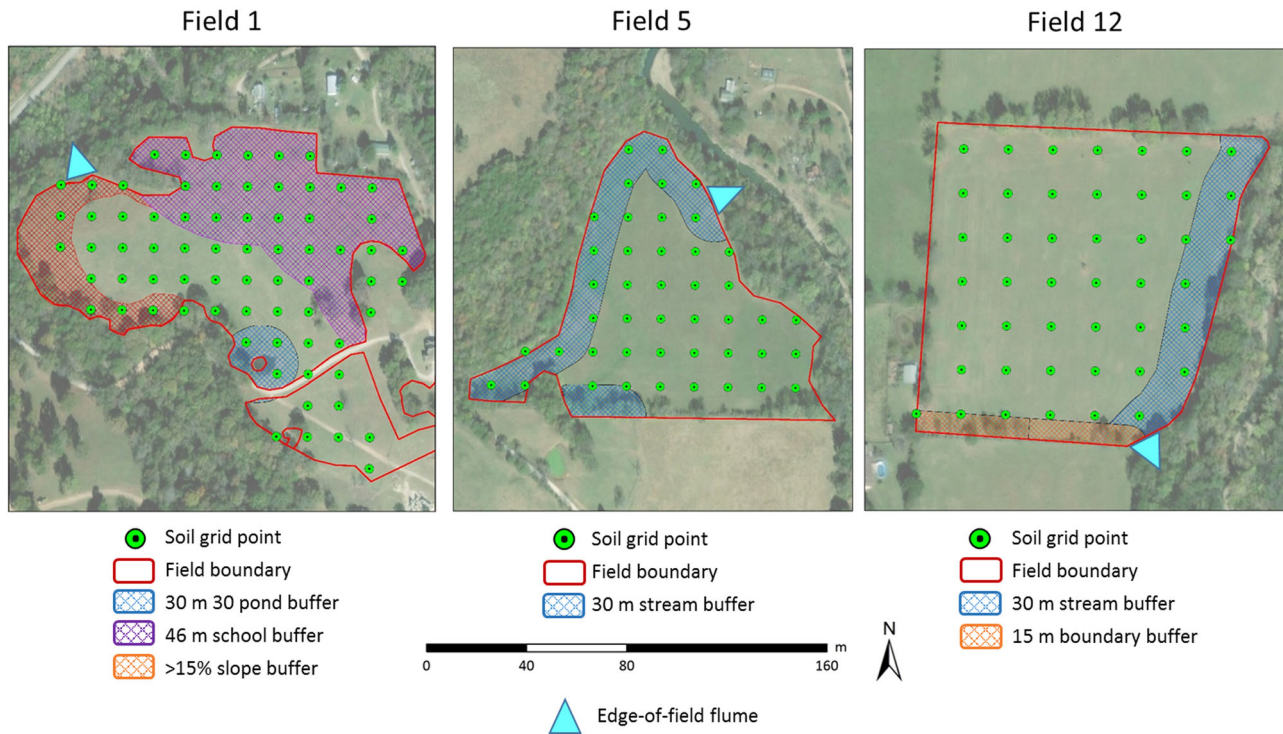 Field 1
Field 5
Field 12
Soil grid point
Field boundary
30 m 30 pond buffer
46 m school buffer
>15% slope buffer
Soil grid point
Field boundary
30 m stream buffer
Soil grid point
Field boundary
30 m stream buffer
15 m boundary buffer
m
0 40 80 160
N
Edge-of-field flume